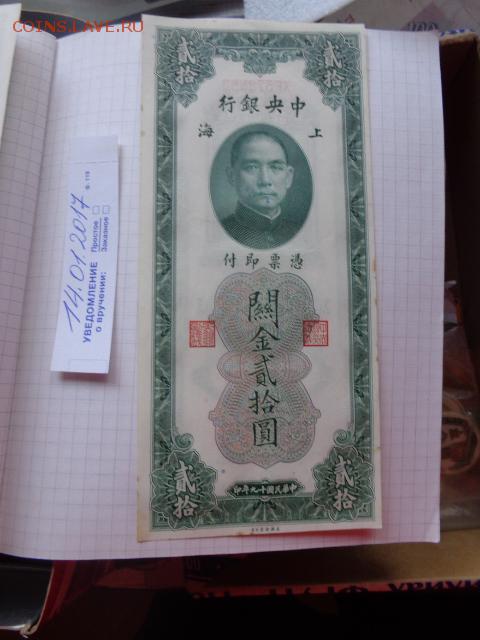 COINS.LAVE.RU
貳拾
貳拾
中央銀行
上海
憑票即付
關金貳拾圓
貳拾
貳拾
中華民國十九年印
ф. 119
14.01.2017
УВЕДОМЛЕНИЕ
о вручении:
Простое
Заказное